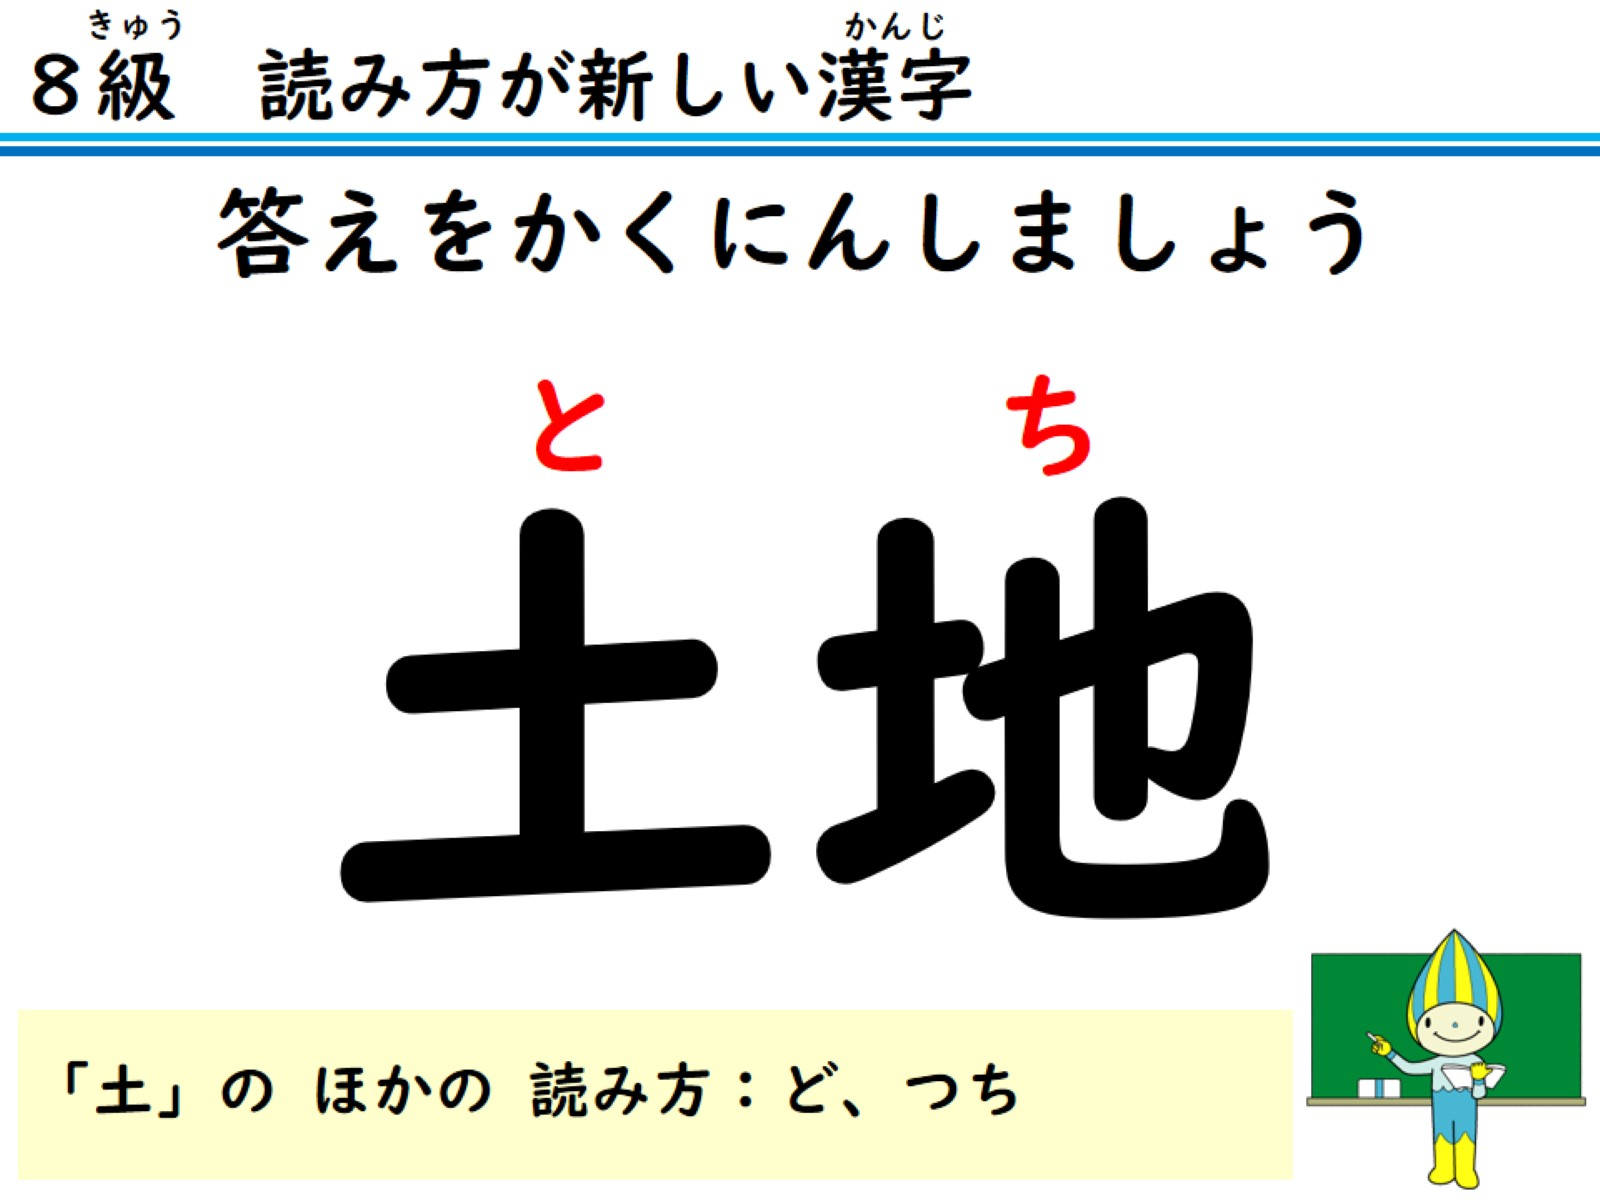 きゅう かんじ
８級　読み方が新しい漢字
答えをかくにんしましょう
と ち
土地
「土」の ほかの 読み方：ど、つち